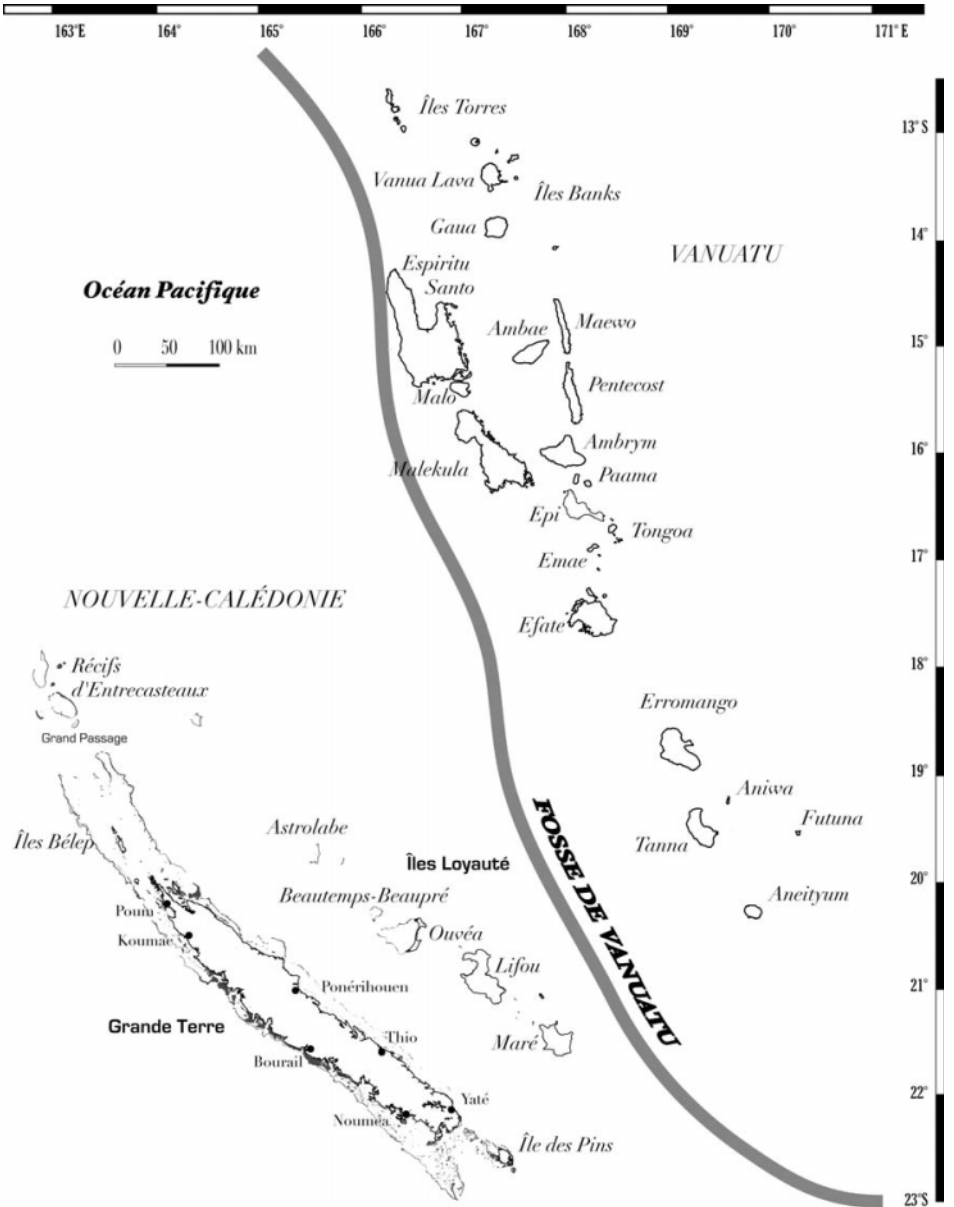 163°E 164° 165° 166° 167° 168° 169° 170° 171° E
Îles Torres
13° S
Vanua Lava
Îles Banks
Gaua
14°
VANUATU
Espiritu
Santo
Océan Pacifique
Ambae
Maewo
0 50 100 km
15°
Pentecost
Malo
Ambrym
16°
Malekula
Paama
Epi
Tongoa
Emae
17°
NOUVELLE-CALÉDONIE
Efate
Récifs
d'Entrecasteaux
18°
Erromango
Grand Passage
19°
Aniwa
Futuna
Astrolabe
Îles Bélep
Tanna
Îles Loyauté
FOSSE DE VANUATU
20°
Beautemps-Beaupré
Aneityum
Poum
Ouvéa
Koumac
Lifou
Ponérihouen
21°
Grande Terre
Thio
Maré
Bourail
22°
Yaté
Nouméa
Île des Pins
23°S